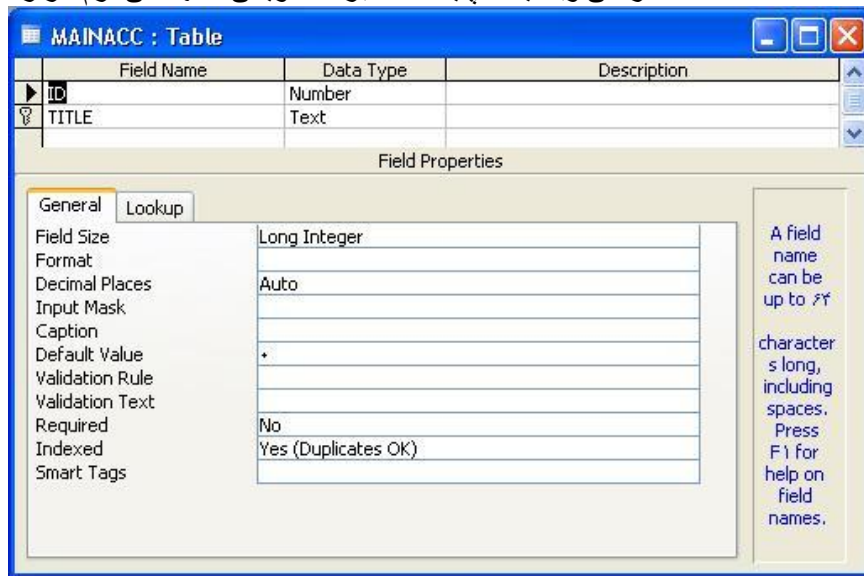 MAINACC : Table
Field Name Data Type Description
ID Number
TITLE Text
Field Properties
General Lookup
Field Size Long Integer
Format
Decimal Places Auto
Input Mask
Caption
Default Value ۰
Validation Rule
Validation Text
Required No
Indexed Yes (Duplicates OK)
Smart Tags
A field
name
can be
up to ۶۴
character
s long,
including
spaces.
Press
F۱ for
help on
field
names.